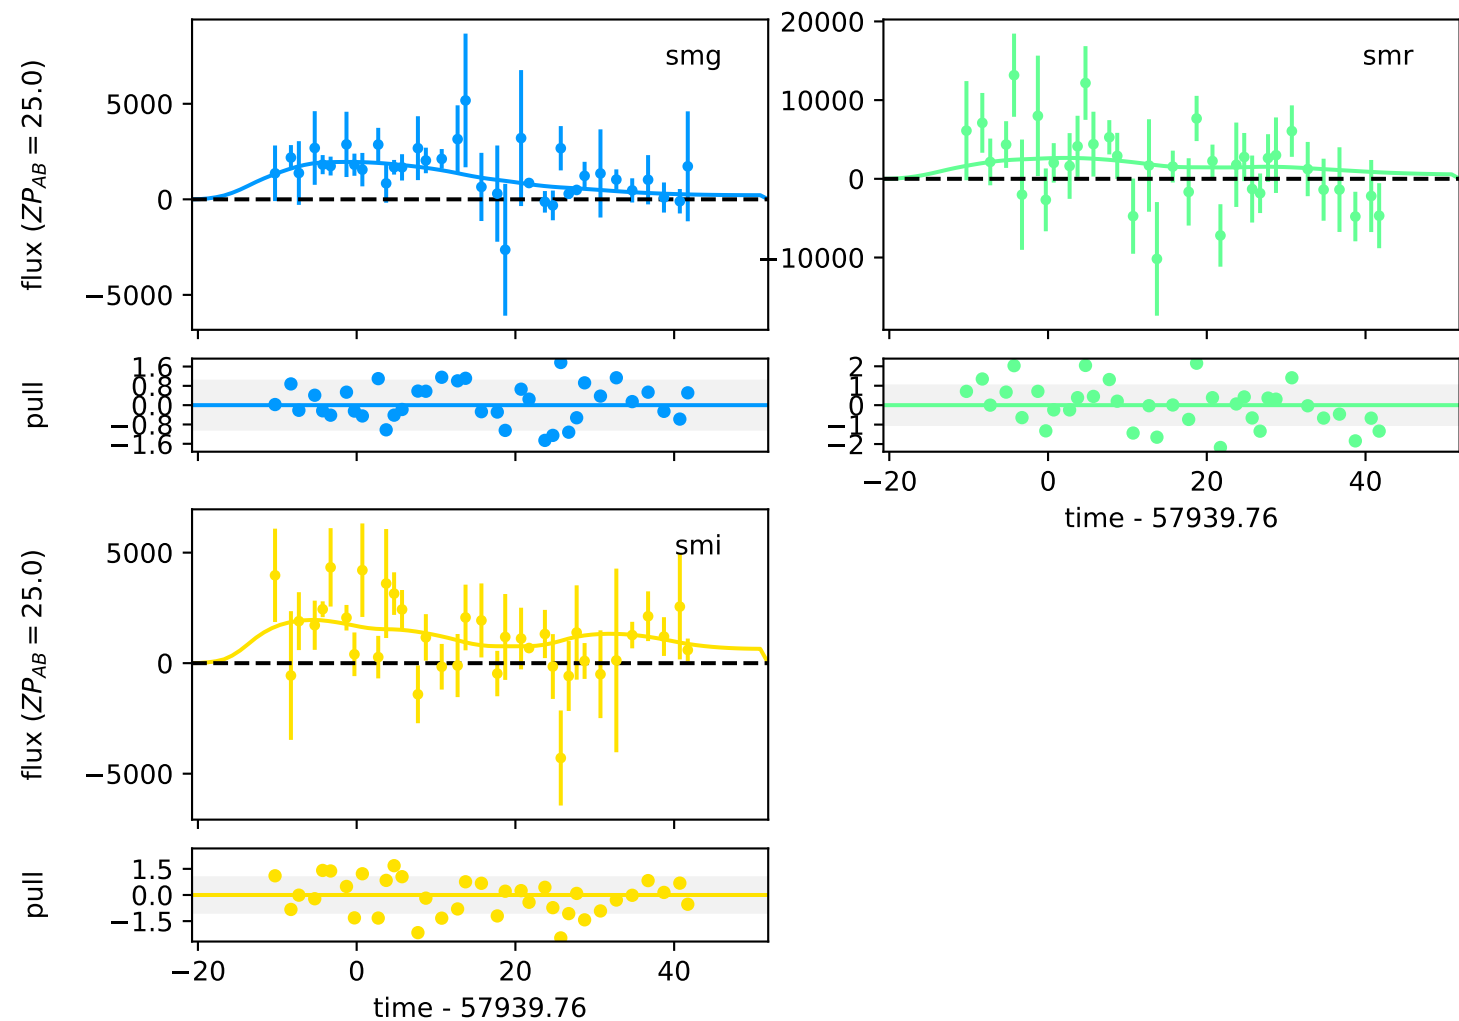 flux (ZP_AB = 25.0)
5000
0
−5000
smg
20000
10000
0
−10000
smr
pull
1.6
0.8
0.0
−0.8
−1.6
2
1
0
−1
−2
−20 0 20 40
time - 57939.76
flux (ZP_AB = 25.0)
5000
0
−5000
smi
pull
1.5
0.0
−1.5
−20 0 20 40
time - 57939.76